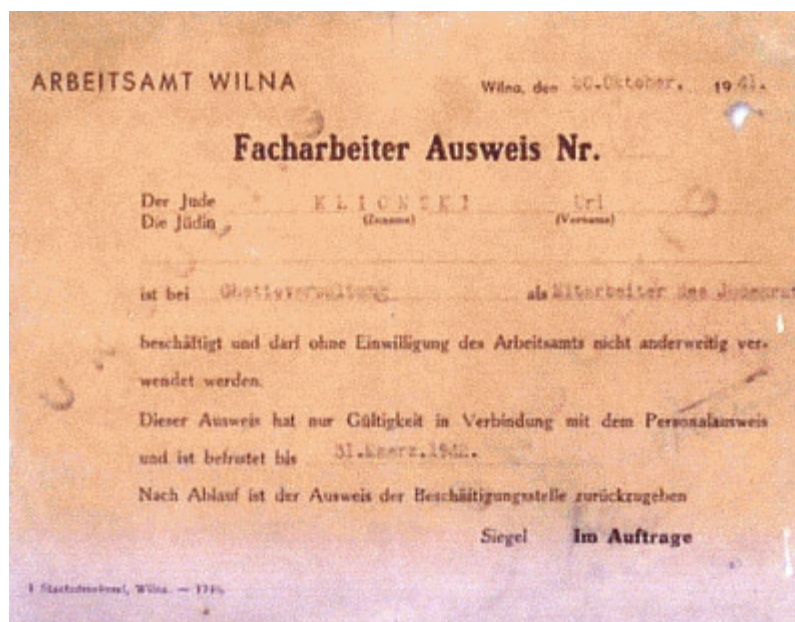 ARBEITSAMT WILNA
Wilna, den 20.Oktober. 1941.
Facharbeiter Ausweis Nr.
Der Jude KLIONSKI Uri
Die Jüdin (Zuname) (Vorname)
ist bei Ghettoverwaltung als Mitarbeiter des Judenrat
beschäftigt und darf ohne Einwilligung des Arbeitsamts nicht anderweitig ver-
wendet werden.
Dieser Ausweis hat nur Gültigkeit in Verbindung mit dem Personalausweis
und ist befristet bis 31.Maerz.1942.
Nach Ablauf ist der Ausweis der Beschäftigungsstelle zurückzugeben
Siegel Im Auftrage
Wilna. —